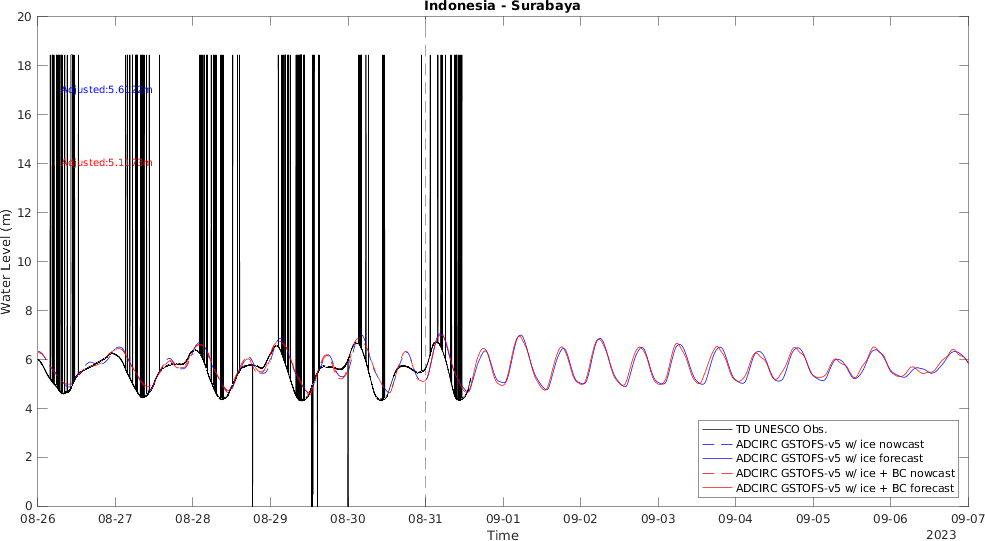 Indonesia - Surabaya
20
18
16
14
12
10
8
6
4
2
0
Water Level (m)
TD UNESCO Obs.
ADCIRC GSTOFS-v5 w/ ice nowcast
ADCIRC GSTOFS-v5 w/ ice forecast
ADCIRC GSTOFS-v5 w/ ice + BC nowcast
ADCIRC GSTOFS-v5 w/ ice + BC forecast
08-26 08-27 08-28 08-29 08-30 08-31 09-01 09-02 09-03 09-04 09-05 09-06 09-07
Time
2023